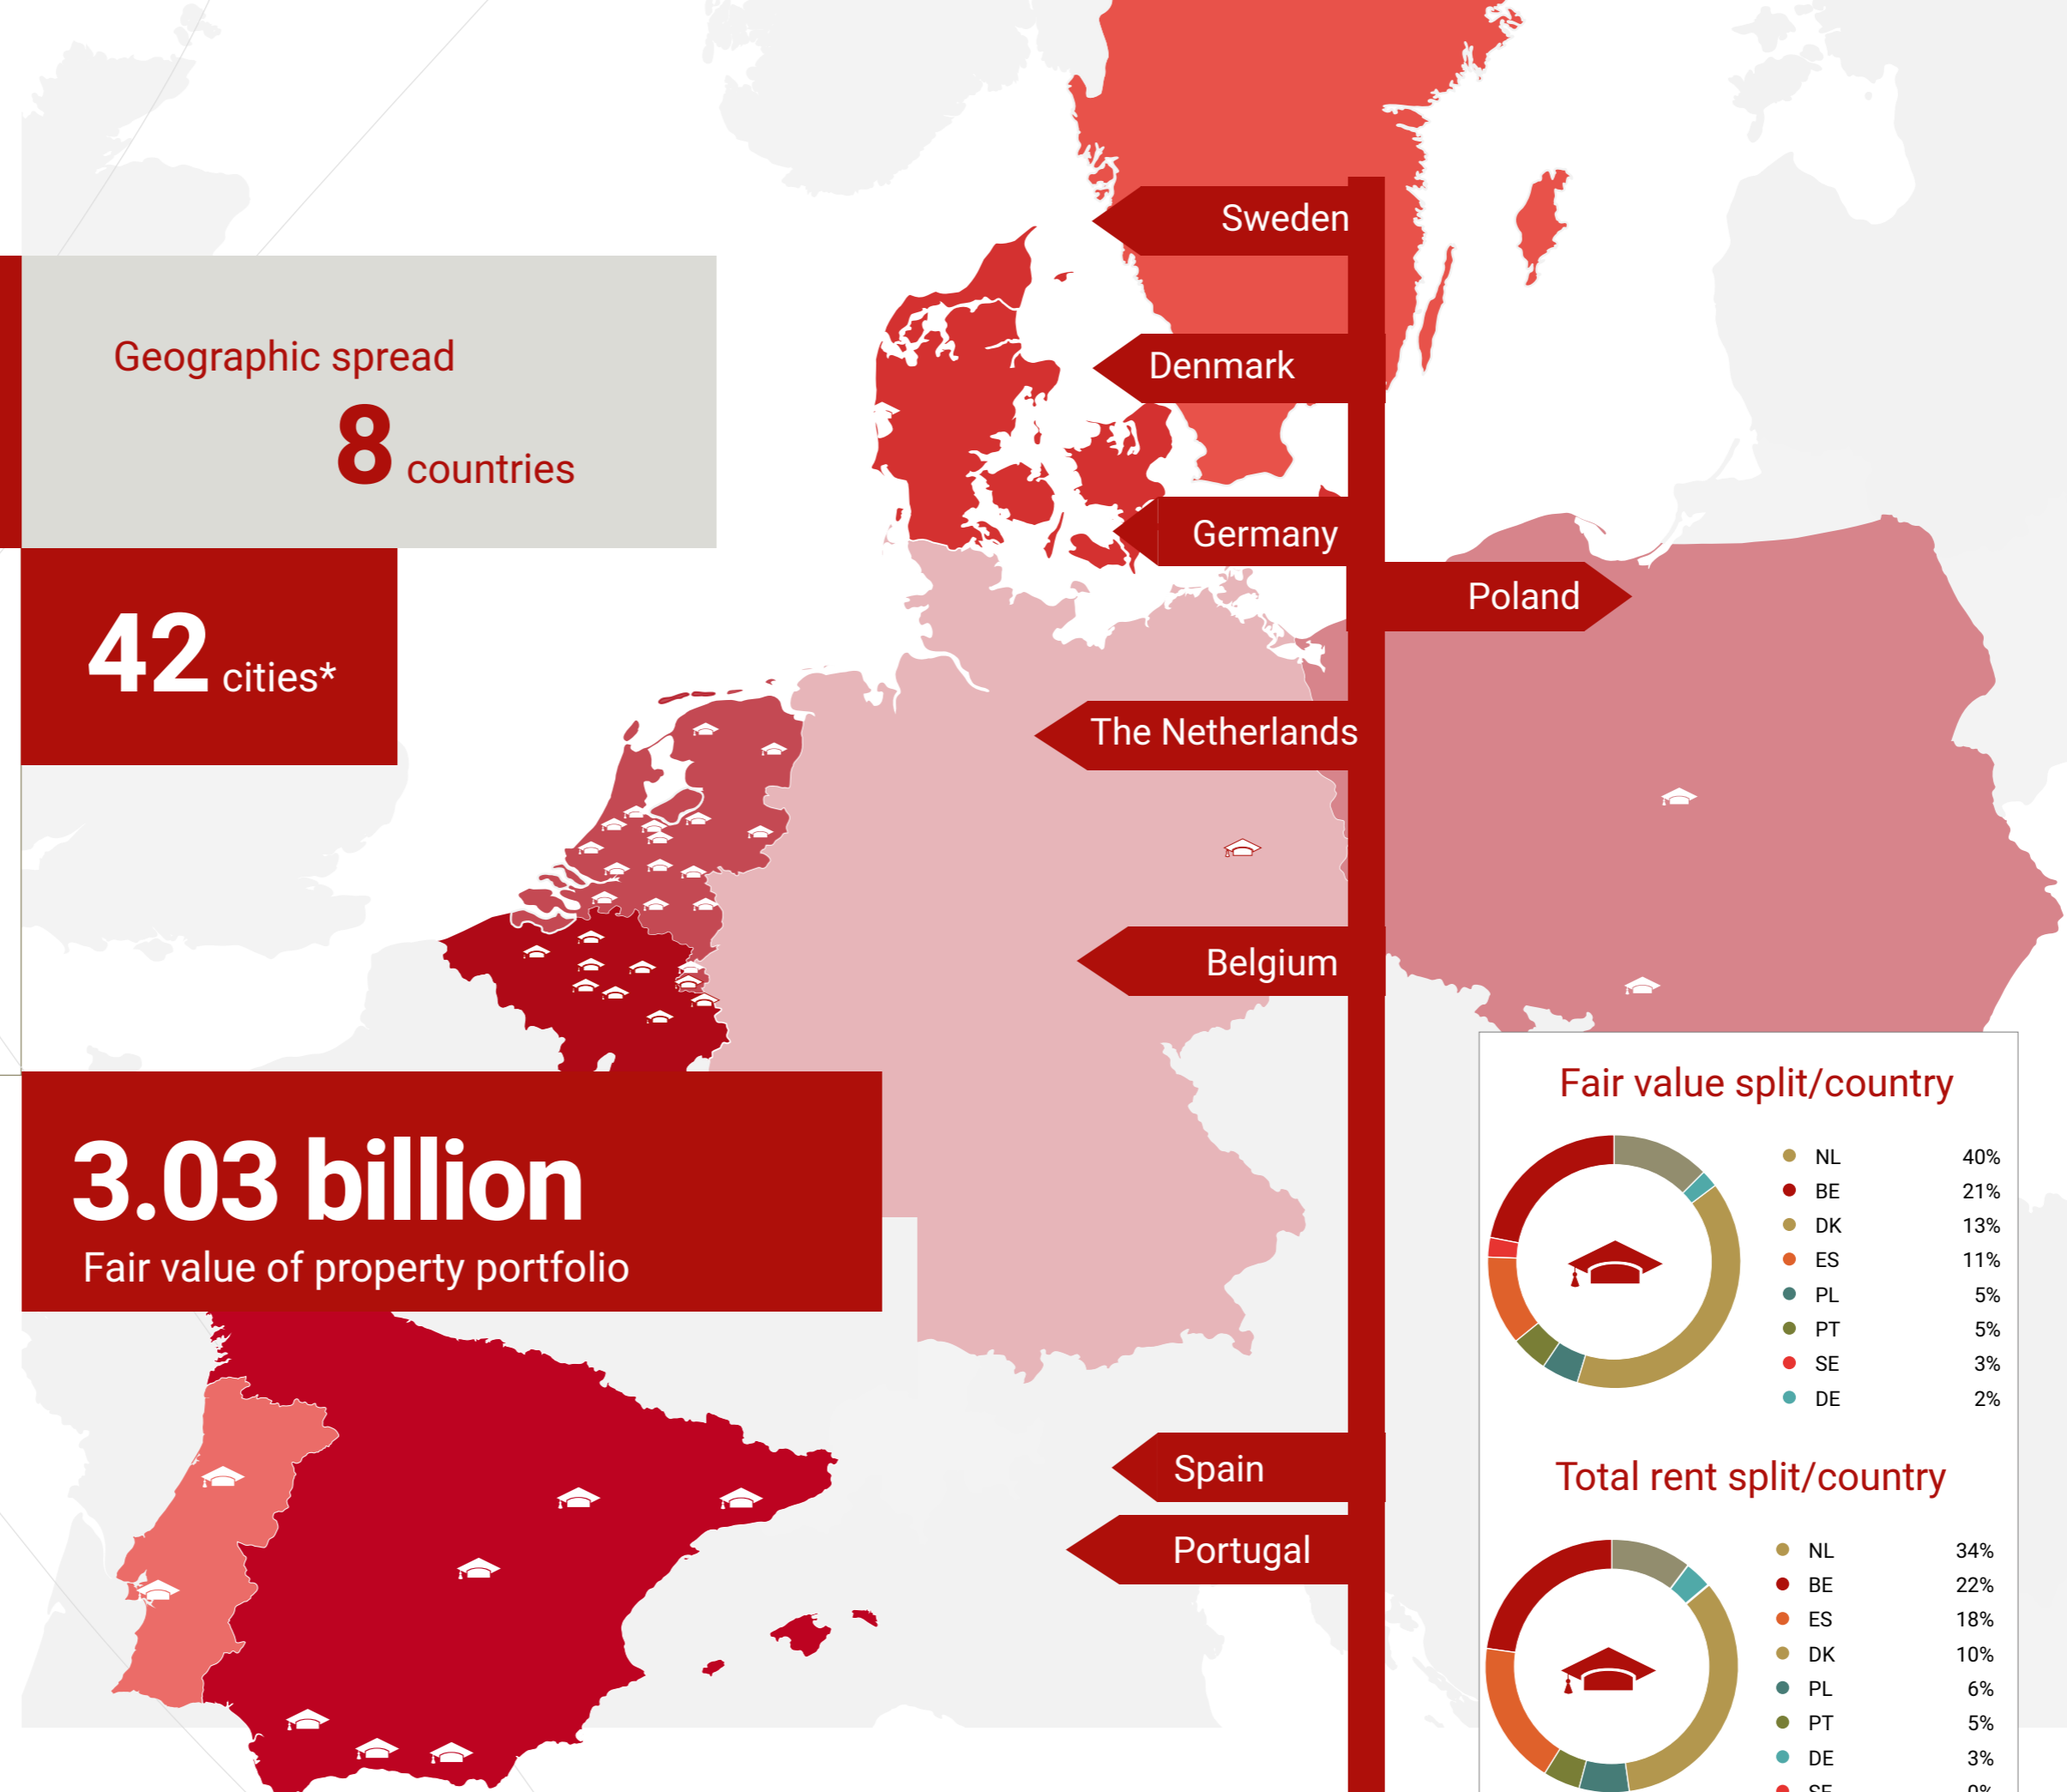 Sweden
Geographic spread
Denmark
8 countries
Germany
Poland
42 cities*
The Netherlands
Belgium
3.03 billion
Fair value of property portfolio
Fair value split/country
NL 40%
BE 21%
DK 13%
ES 11%
PL 5%
PT 5%
SE 3%
DE 2%
Spain
Portugal
Total rent split/country
NL 34%
BE 22%
ES 18%
DK 10%
PL 6%
PT 5%
DE 3%
SE 0%